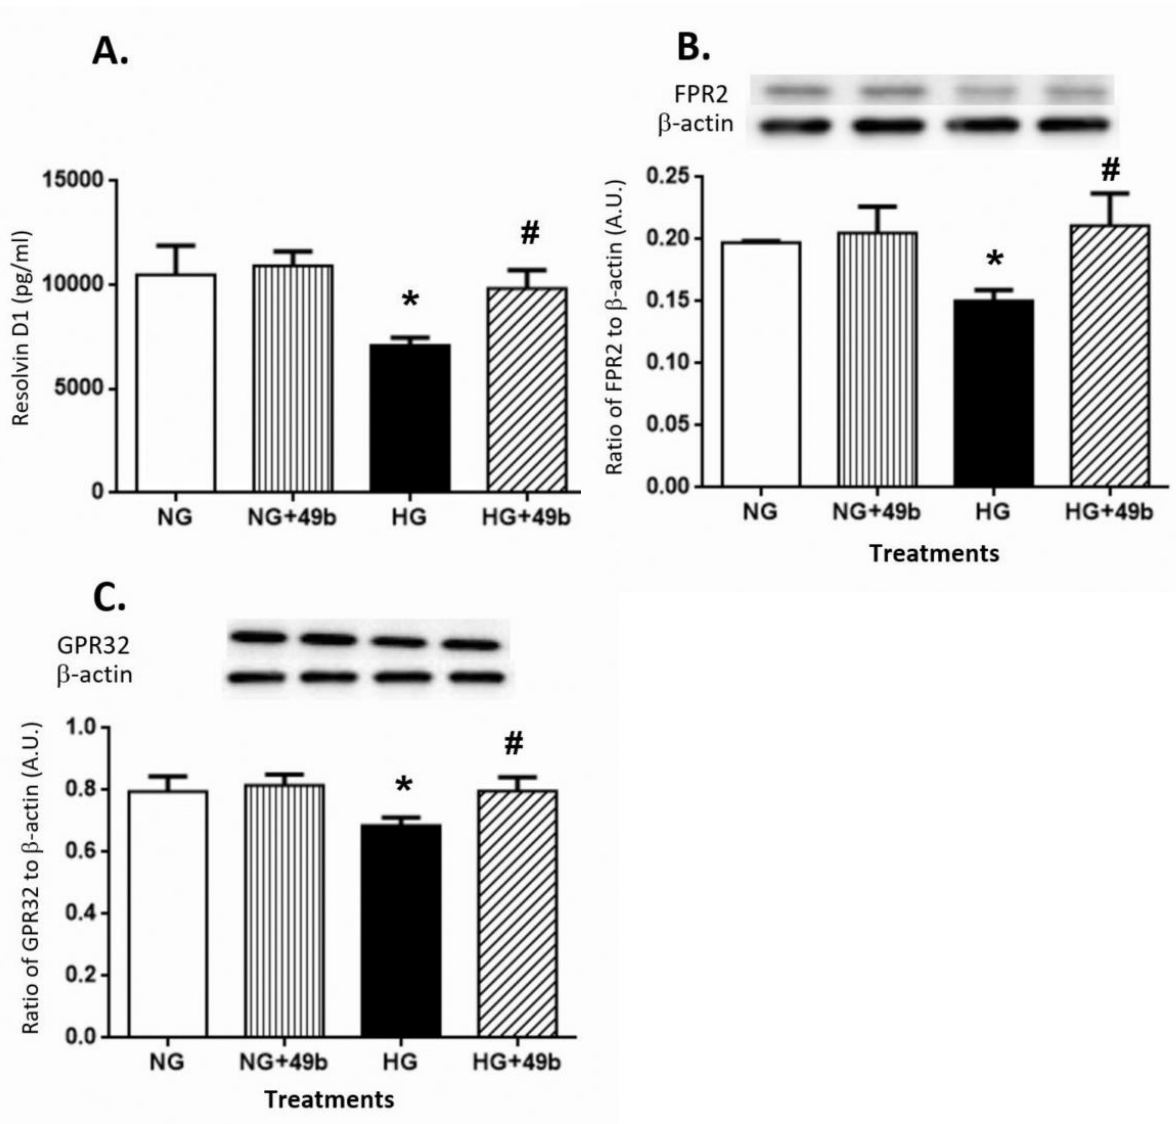 A.
Resolvin D1 (pg/ml)
15000
10000
5000
0
*
#
NG NG+49b HG HG+49b
B.
FPR2
β-actin
Ratio of FPR2 to β-actin (A.U.)
0.25
0.20
0.15
0.10
0.05
0.00
*
#
NG NG+49b HG HG+49b
Treatments
C.
GPR32
β-actin
Ratio of GPR32 to β-actin (A.U.)
1.0
0.8
0.6
0.4
0.2
0.0
*
#
NG NG+49b HG HG+49b
Treatments